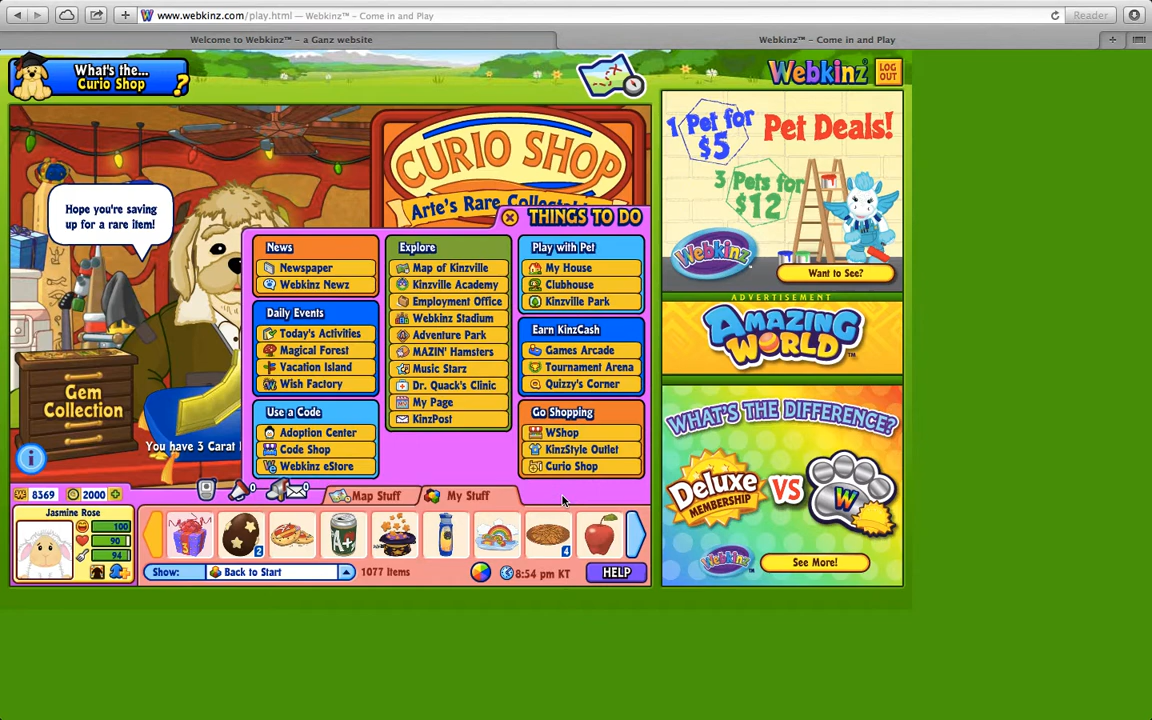 www.webkinz.com/play.html — Webkinz™ – Come in and Play
Reader
Welcome to Webkinz™ – a Ganz website
Webkinz™ – Come in and Play
What's the...
Curio Shop
?
Webkinz
LOG
OUT
CURIO SHOP
Arte's Rare
Hope you're saving
up for a rare item!
Gem
Collection
You have 3 Carat
THINGS TO DO
News
Newspaper
Webkinz Newz
Daily Events
Today's Activities
Magical Forest
Vacation Island
Wish Factory
Use a Code
Adoption Center
Code Shop
Webkinz eStore
Explore
Map of Kinzville
Kinzville Academy
Employment Office
Webkinz Stadium
Adventure Park
MAZIN' Hamsters
Music Starz
Dr. Quack's Clinic
My Page
KinzPost
Play with Pet
My House
Clubhouse
Kinzville Park
Earn KinzCash
Games Arcade
Tournament Arena
Quizzy's Corner
Go Shopping
WShop
KinzStyle Outlet
Curio Shop
1 Pet for
$5
Pet Deals!
3 Pets for
$12
Webkinz
Want to See?
ADVERTISEMENT
AMAZING
WORLD™
WHAT'S THE DIFFERENCE?
Deluxe
MEMBERSHIP
VS
W
Webkinz
See More!
8369
2000
0
0
Map Stuff
My Stuff
Jasmine Rose
100
90
94
3
2
A+
4
Show:
Back to Start
1077 Items
8:54 pm KT
HELP